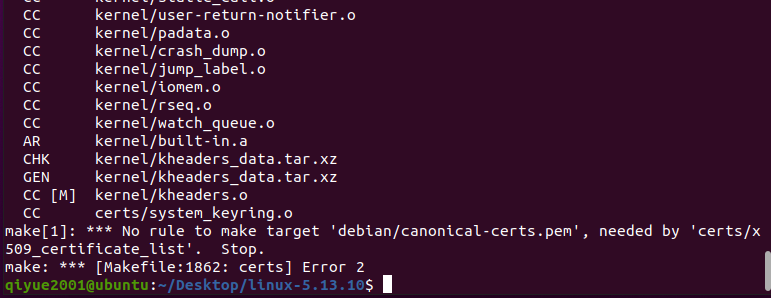 CC      kernel/user-return-notifier.o
CC      kernel/padata.o
CC      kernel/crash_dump.o
CC      kernel/jump_label.o
CC      kernel/iomem.o
CC      kernel/rseq.o
CC      kernel/watch_queue.o
AR      kernel/built-in.a
CHK     kernel/kheaders_data.tar.xz
GEN     kernel/kheaders_data.tar.xz
CC [M]  kernel/kheaders.o
CC      certs/system_keyring.o
make[1]: *** No rule to make target 'debian/canonical-certs.pem', needed by 'certs/x
509_certificate_list'.  Stop.
make: *** [Makefile:1862: certs] Error 2
qiyue2001@ubuntu:~/Desktop/linux-5.13.10$